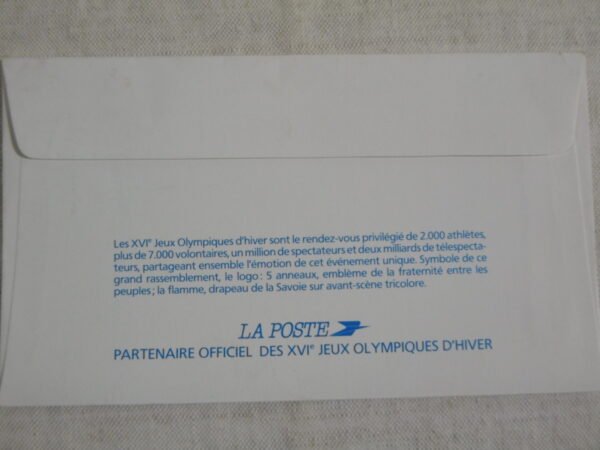 Les XVIe Jeux Olympiques d'hiver sont le rendez-vous privilégié de 2.000 athlètes,
plus de 7.000 volontaires, un million de spectateurs et deux milliards de télespecta-
teurs, partageant ensemble l'émotion de cet événement unique. Symbole de ce
grand rassemblement, le logo: 5 anneaux, emblème de la fraternité entre les
peuples; la flamme, drapeau de la Savoie sur avant-scène tricolore.
LA POSTE
PARTENAIRE OFFICIEL DES XVIe JEUX OLYMPIQUES D'HIVER